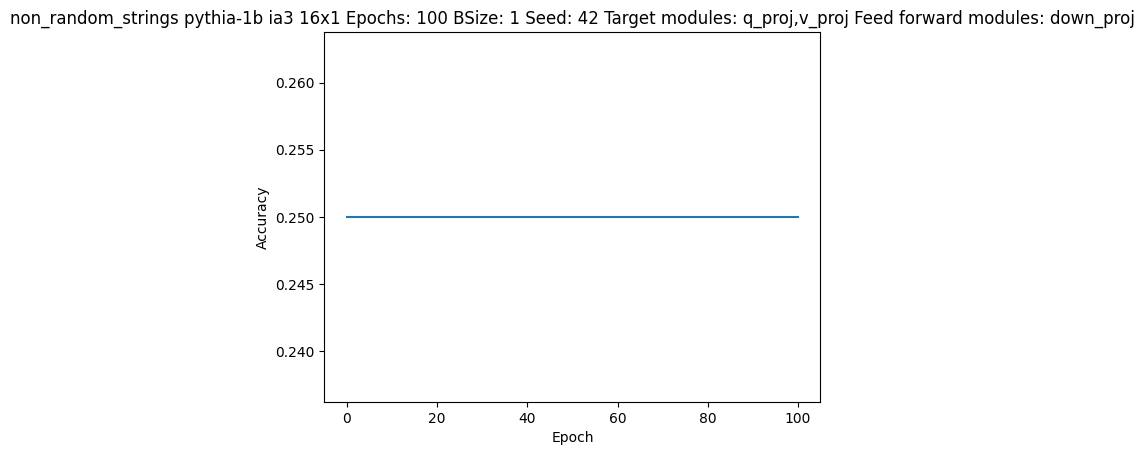 non_random_strings pythia-1b ia3 16x1 Epochs: 100 BSize: 1 Seed: 42 Target modules: q_proj,v_proj Feed forward modules: down_proj
0.260
0.255
0.250
0.245
0.240
Accuracy
0 20 40 60 80 100
Epoch